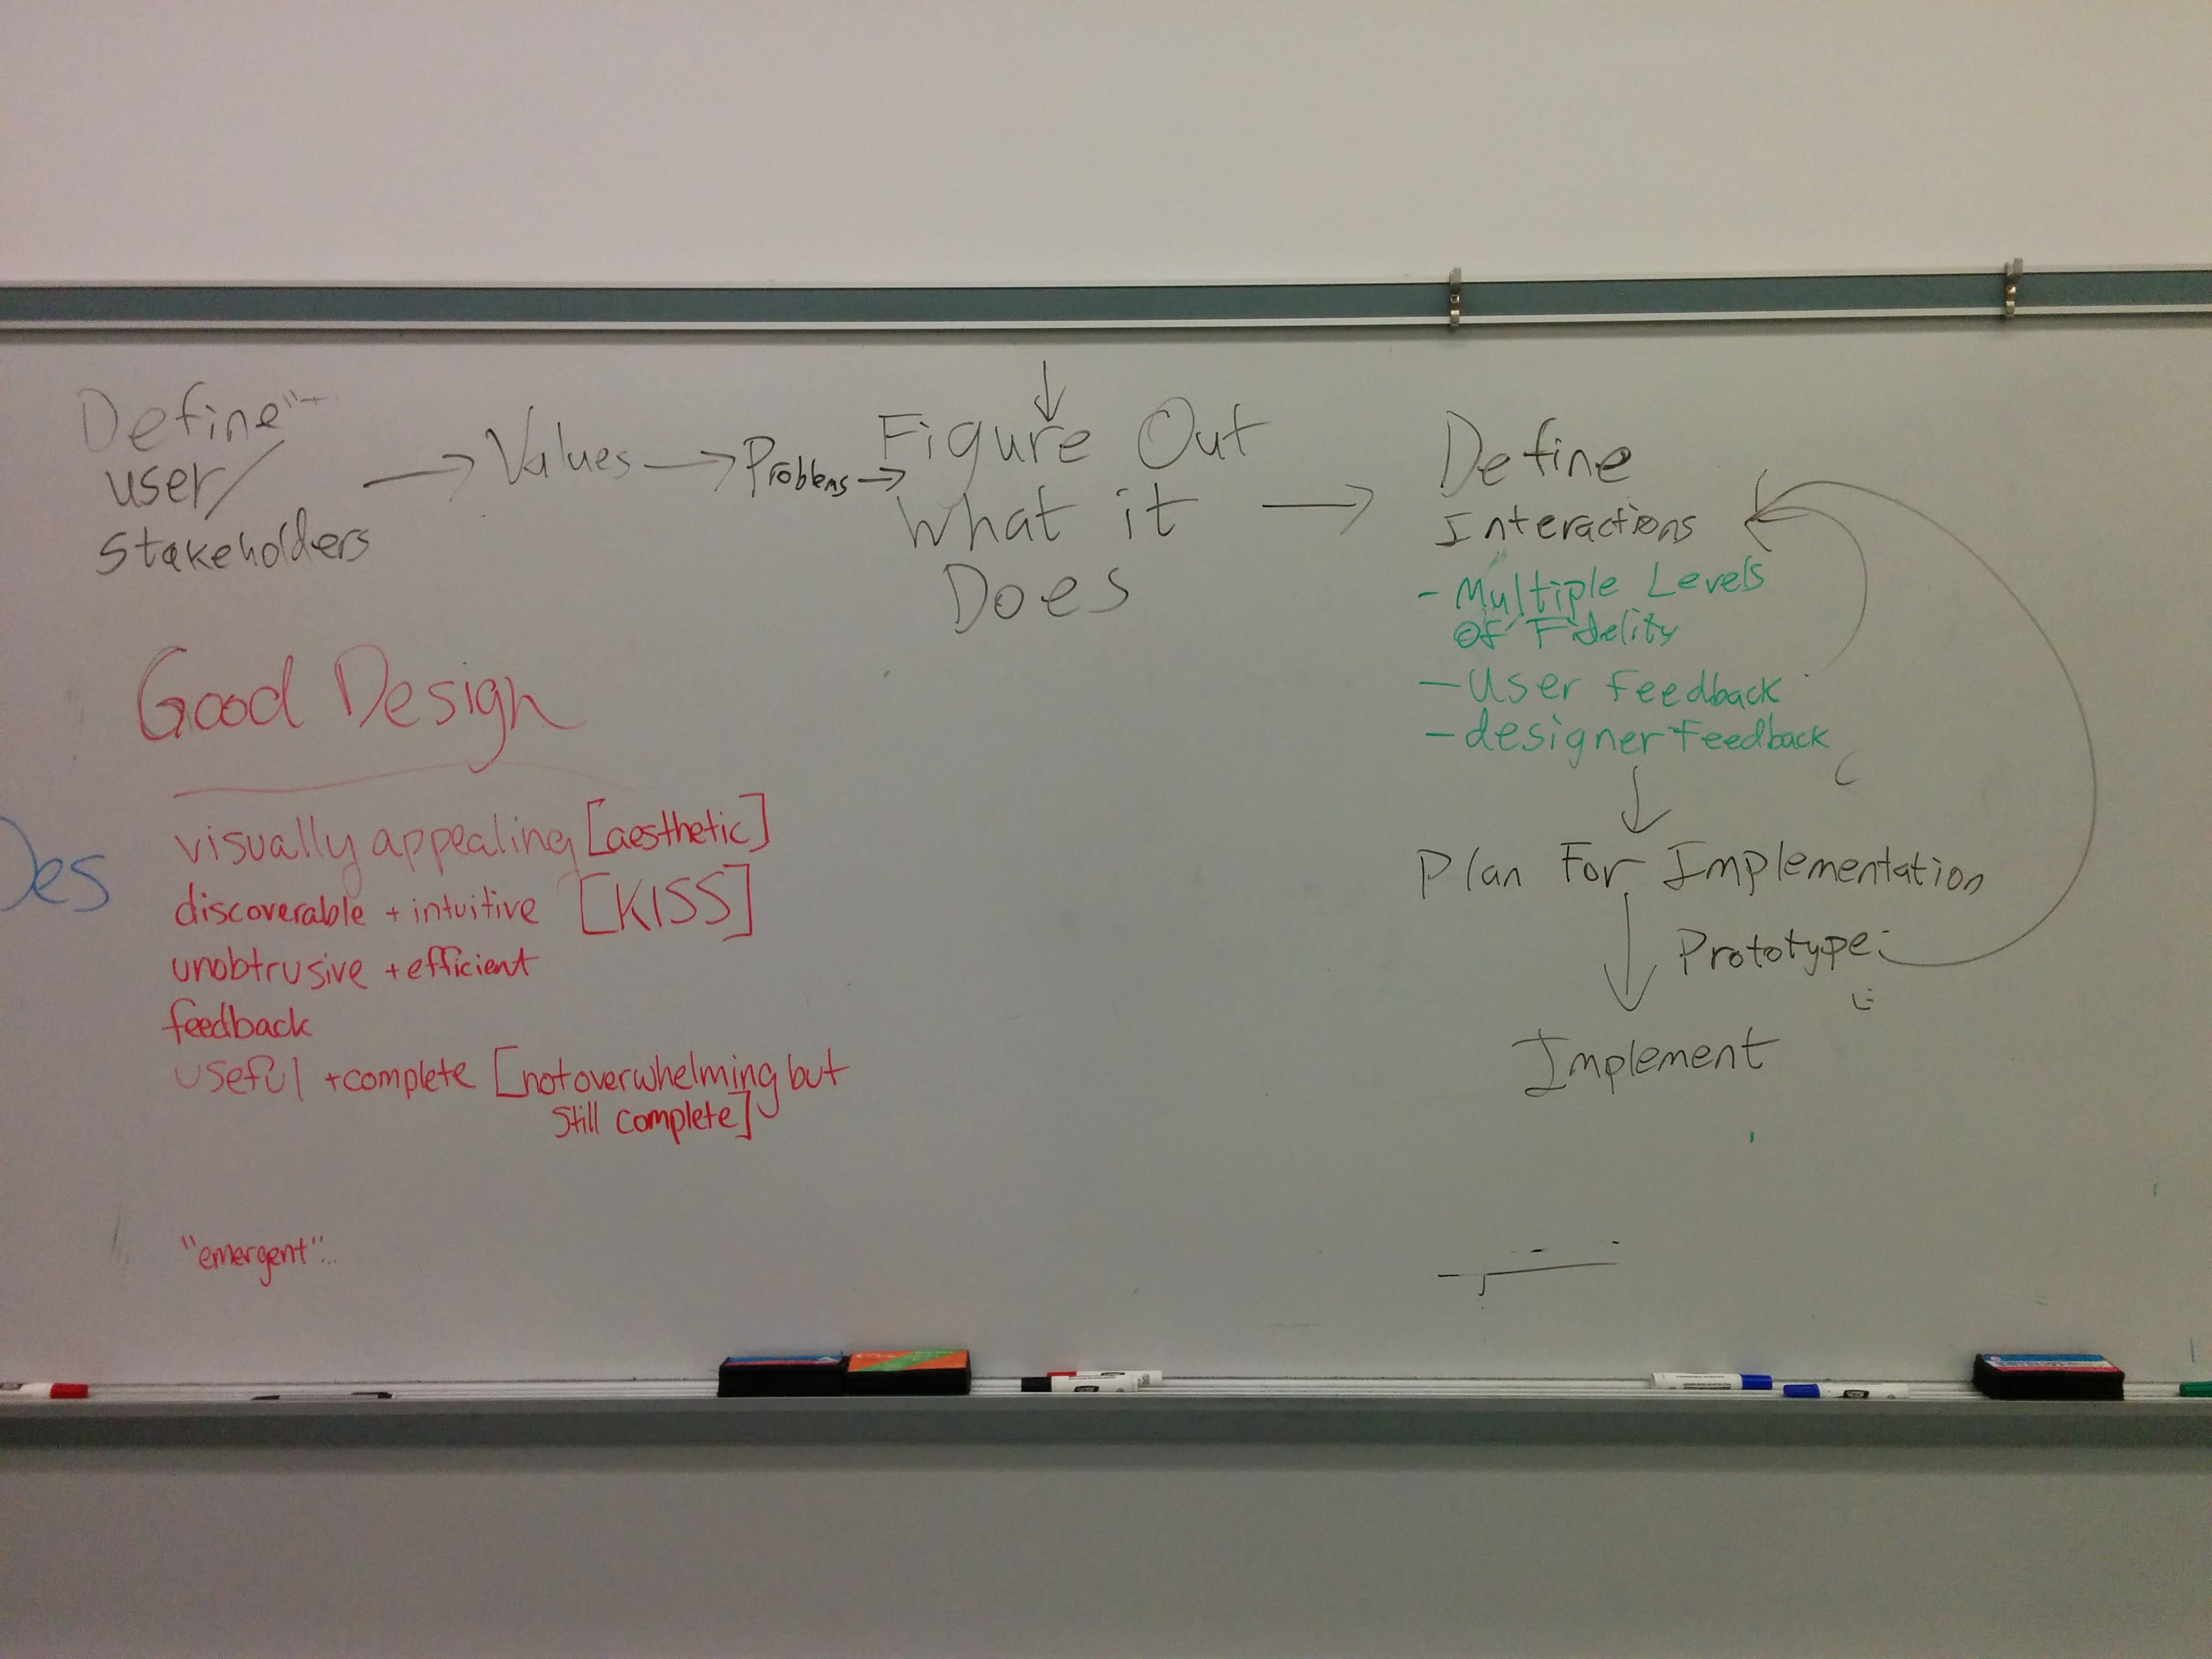 Define
user/
Stakeholders
Values
Problems
Figure Out
What it
Does
Define
Interactions
- Multiple Levels
of Fidelity
- User Feedback
- designer Feedback
Plan For Implementation
Prototype
Implement
Good Design
visually appealing [aesthetic]
discoverable + intuitive [KISS]
unobtrusive + efficient
feedback
useful + complete [not overwhelming but
still complete]
"emergent"...
Des